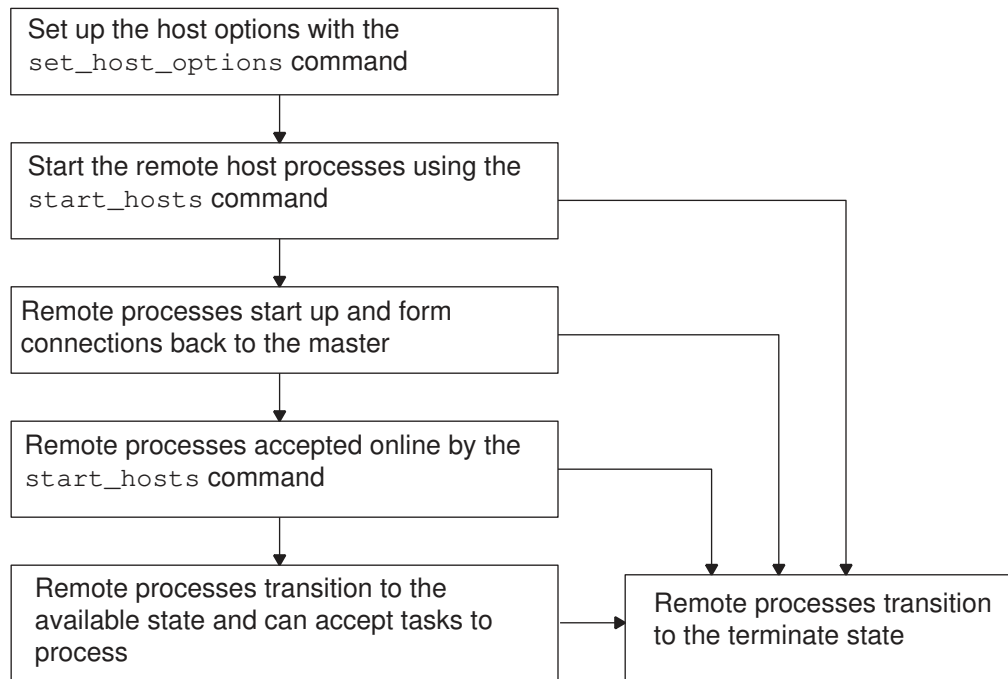 Set up the host options with the
set_host_options command
Start the remote host processes using the
start_hosts command
Remote processes start up and form
connections back to the master
Remote processes accepted online by the
start_hosts command
Remote processes transition to the
available state and can accept tasks to
process
Remote processes transition
to the terminate state